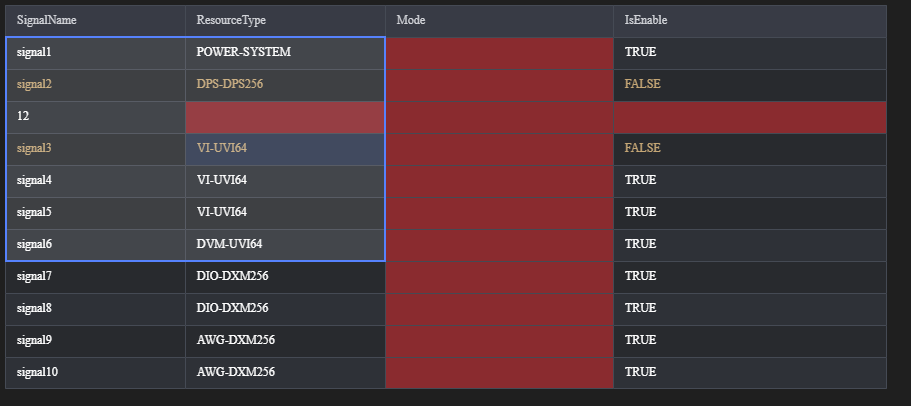 SignalName ResourceType Mode IsEnable
signal1 POWER-SYSTEM TRUE
signal2 DPS-DPS256 FALSE
12
signal3 VI-UVI64 FALSE
signal4 VI-UVI64 TRUE
signal5 VI-UVI64 TRUE
signal6 DVM-UVI64 TRUE
signal7 DIO-DXM256 TRUE
signal8 DIO-DXM256 TRUE
signal9 AWG-DXM256 TRUE
signal10 AWG-DXM256 TRUE